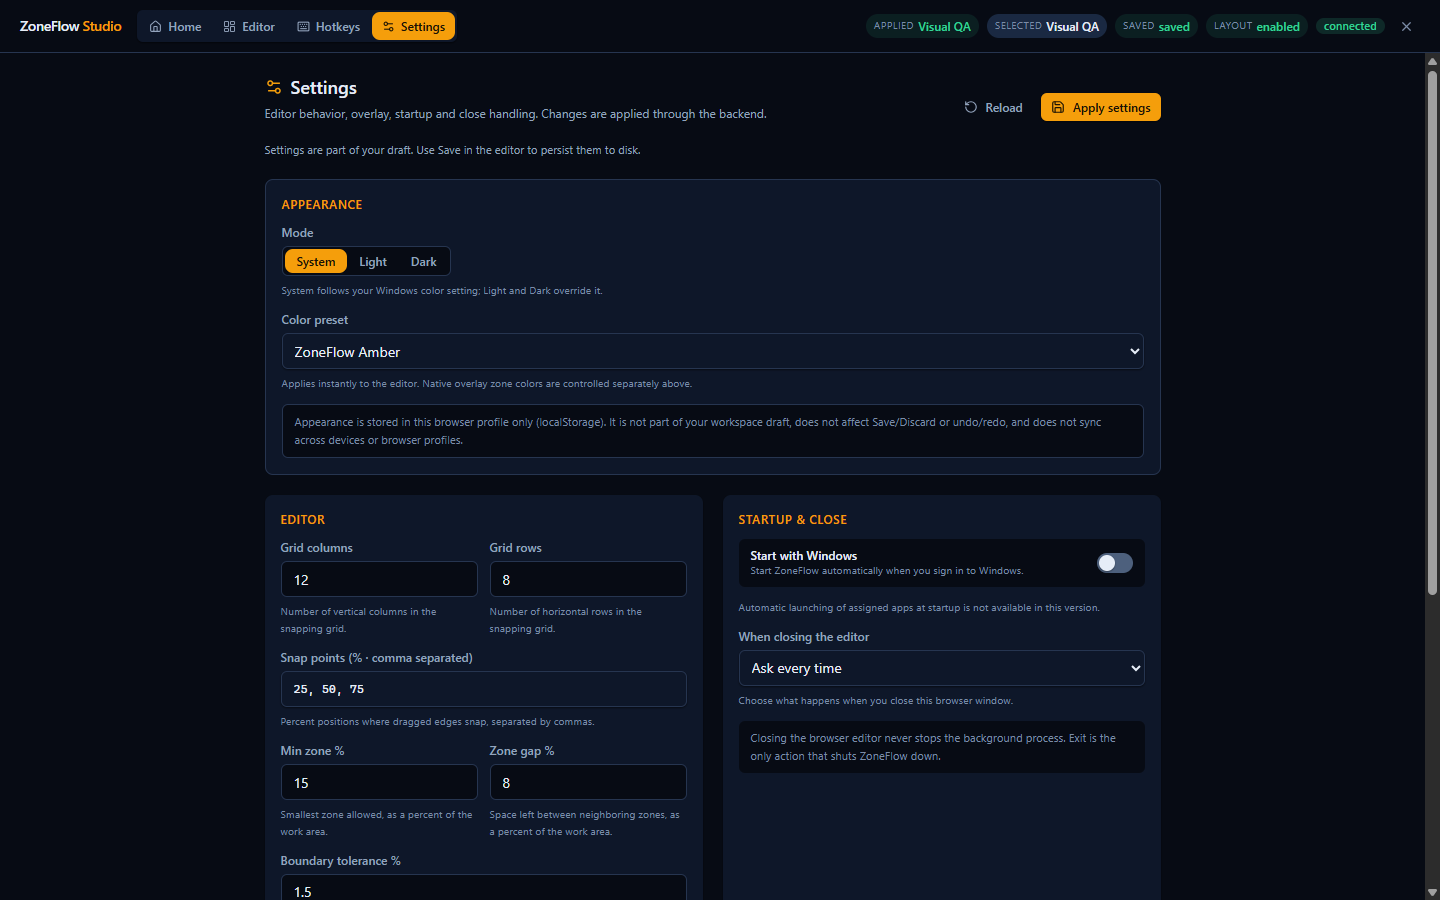 ZoneFlow Studio
Home
Editor
Hotkeys
Settings
APPLIED Visual QA
SELECTED Visual QA
SAVED saved
LAYOUT enabled
connected
Settings
Editor behavior, overlay, startup and close handling. Changes are applied through the backend.
Reload
Apply settings
Settings are part of your draft. Use Save in the editor to persist them to disk.
APPEARANCE
Mode
System
Light
Dark
System follows your Windows color setting; Light and Dark override it.
Color preset
ZoneFlow Amber
Applies instantly to the editor. Native overlay zone colors are controlled separately above.
Appearance is stored in this browser profile only (localStorage). It is not part of your workspace draft, does not affect Save/Discard or undo/redo, and does not sync
across devices or browser profiles.
EDITOR
Grid columns
12
Number of vertical columns in the
snapping grid.
Grid rows
8
Number of horizontal rows in the
snapping grid.
Snap points (% · comma separated)
25, 50, 75
Percent positions where dragged edges snap, separated by commas.
Min zone %
15
Smallest zone allowed, as a percent of the
work area.
Zone gap %
8
Space left between neighboring zones, as
a percent of the work area.
Boundary tolerance %
1.5
STARTUP & CLOSE
Start with Windows
Start ZoneFlow automatically when you sign in to Windows.
Automatic launching of assigned apps at startup is not available in this version.
When closing the editor
Ask every time
Choose what happens when you close this browser window.
Closing the browser editor never stops the background process. Exit is the
only action that shuts ZoneFlow down.